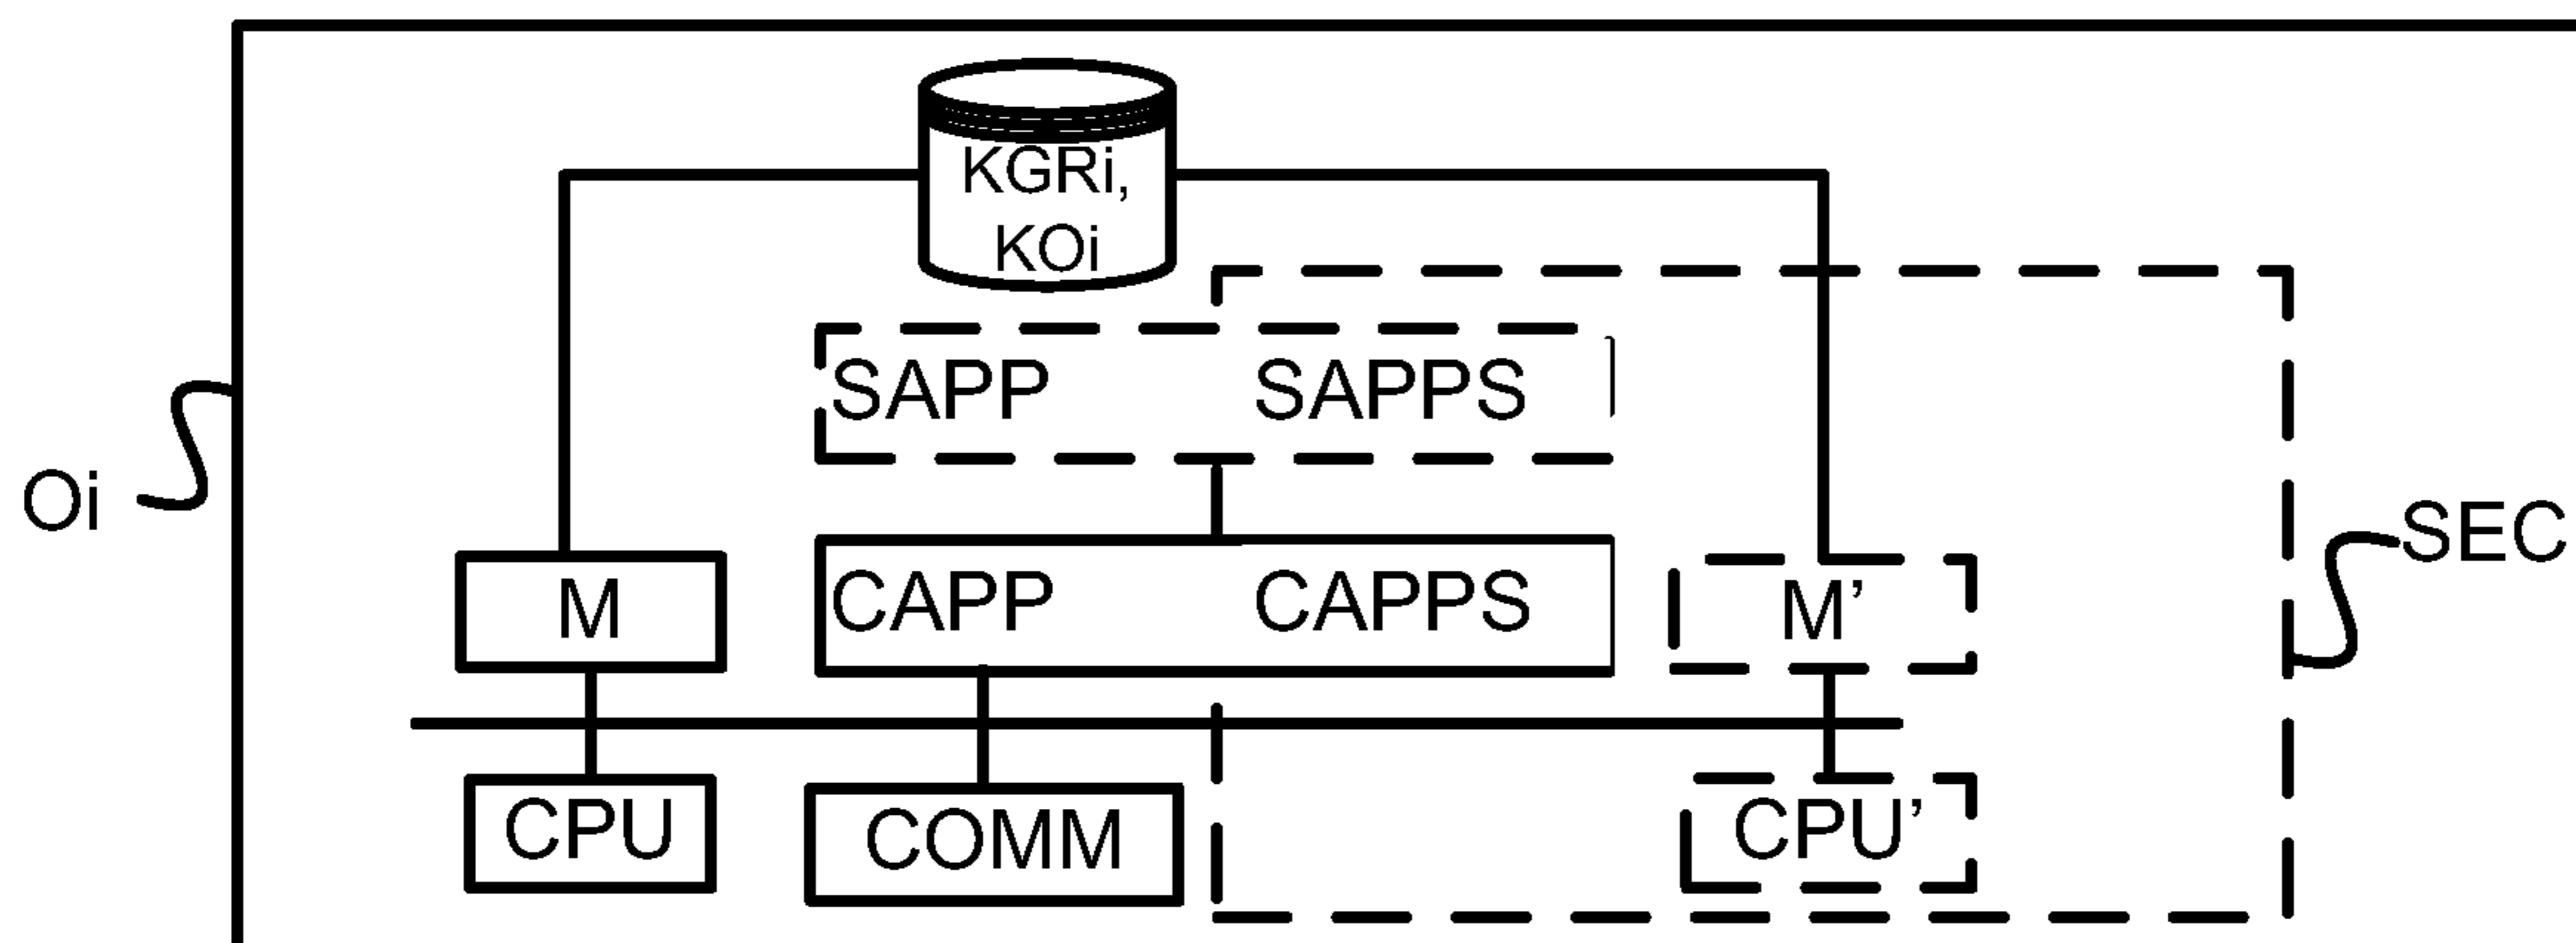 KGRi,
KOi
SAPP SAPPS
Oi
SEC
M
CAPP CAPPS
M’
CPU
COMM
CPU’